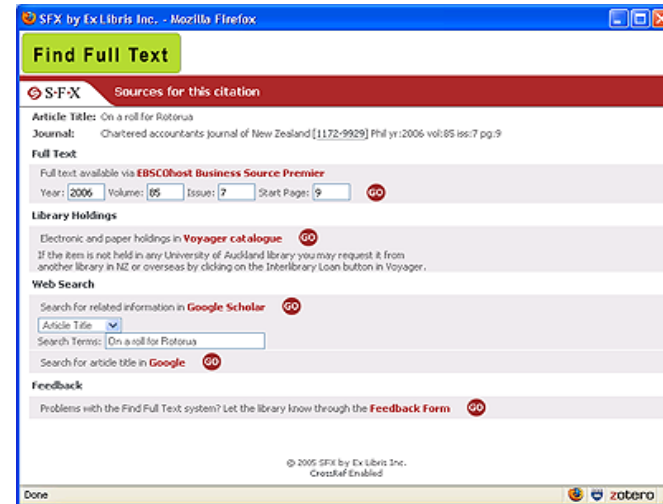 SFX by Ex Libris Inc. - Mozilla Firefox
Find Full Text
S·F·X Sources for this citation
Article Title: On a roll for Rotorua
Journal: Chartered accountants journal of New Zealand [1172-9929] Phil yr:2006 vol:85 iss:7 pg:9
Full Text
Full text available via EBSCOhost Business Source Premier
Year: 2006 Volume: 85 Issue: 7 Start Page: 9 GO
Library Holdings
Electronic and paper holdings in Voyager catalogue GO
If the item is not held in any University of Auckland library you may request it from
another library in NZ or overseas by clicking on the Interlibrary Loan button in Voyager.
Web Search
Search for related information in Google Scholar GO
Article Title
Search Terms: On a roll for Rotorua
Search for article title in Google GO
Feedback
Problems with the Find Full Text system? Let the library know through the Feedback Form GO
© 2005 SFX by Ex Libris Inc.
CrossRef Enabled
Done zotero